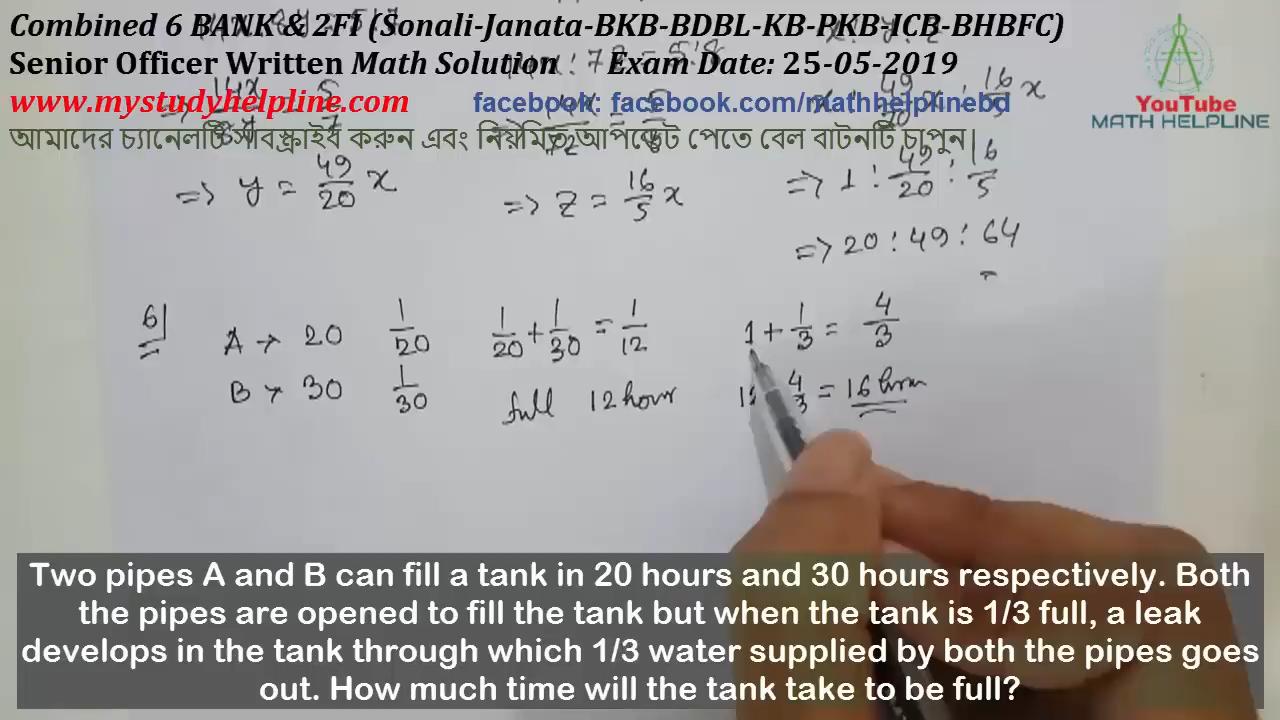 Combined 6 BANK & 2FI (Sonali-Janata-BKB-BDBL-KB-PKB-ICB-BHBFC)
Senior Officer Written Math Solution Exam Date: 25-05-2019
www.mystudyhelpline.com facebook: facebook.com/mathhelplinebd
YouTube
MATH HELPLINE
আমাদের চ্যানেলটি সাবস্ক্রাইব করুন এবং নিয়মিত আপডেট পেতে বেল বাটনটি চাপুন।
=> y = 49/20 x
=> z = 16/5 x
=> 1 : 49/20 : 16/5
=> 20 : 49 : 64
6)
A → 20 1/20
B → 30 1/30
1/20 + 1/30 = 1/12
full 12 hour
1 + 1/3 = 4/3
4/3 = 16 hour
Two pipes A and B can fill a tank in 20 hours and 30 hours respectively. Both
the pipes are opened to fill the tank but when the tank is 1/3 full, a leak
develops in the tank through which 1/3 water supplied by both the pipes goes
out. How much time will the tank take to be full?